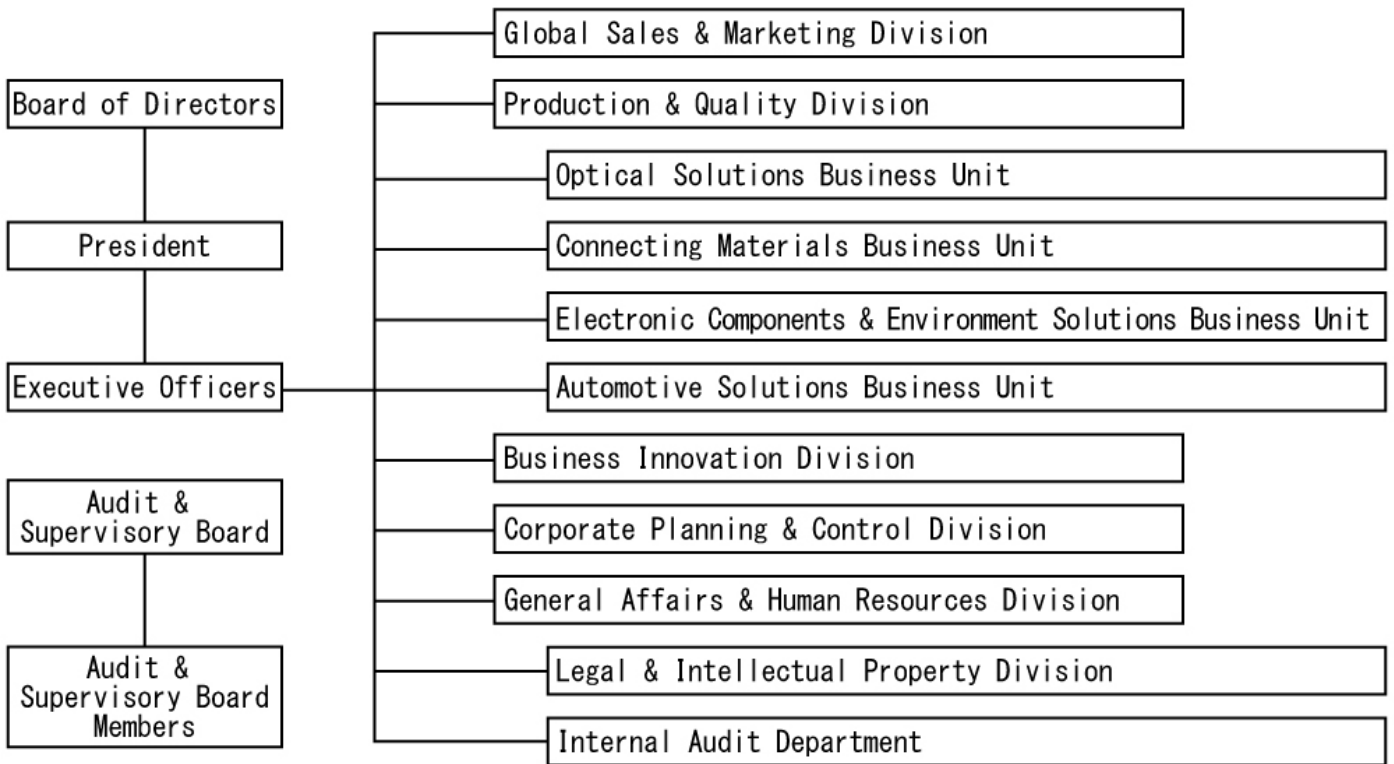 Board of Directors
President
Executive Officers
Audit &
Supervisory Board
Audit &
Supervisory Board
Members
Global Sales & Marketing Division
Production & Quality Division
Optical Solutions Business Unit
Connecting Materials Business Unit
Electronic Components & Environment Solutions Business Unit
Automotive Solutions Business Unit
Business Innovation Division
Corporate Planning & Control Division
General Affairs & Human Resources Division
Legal & Intellectual Property Division
Internal Audit Department